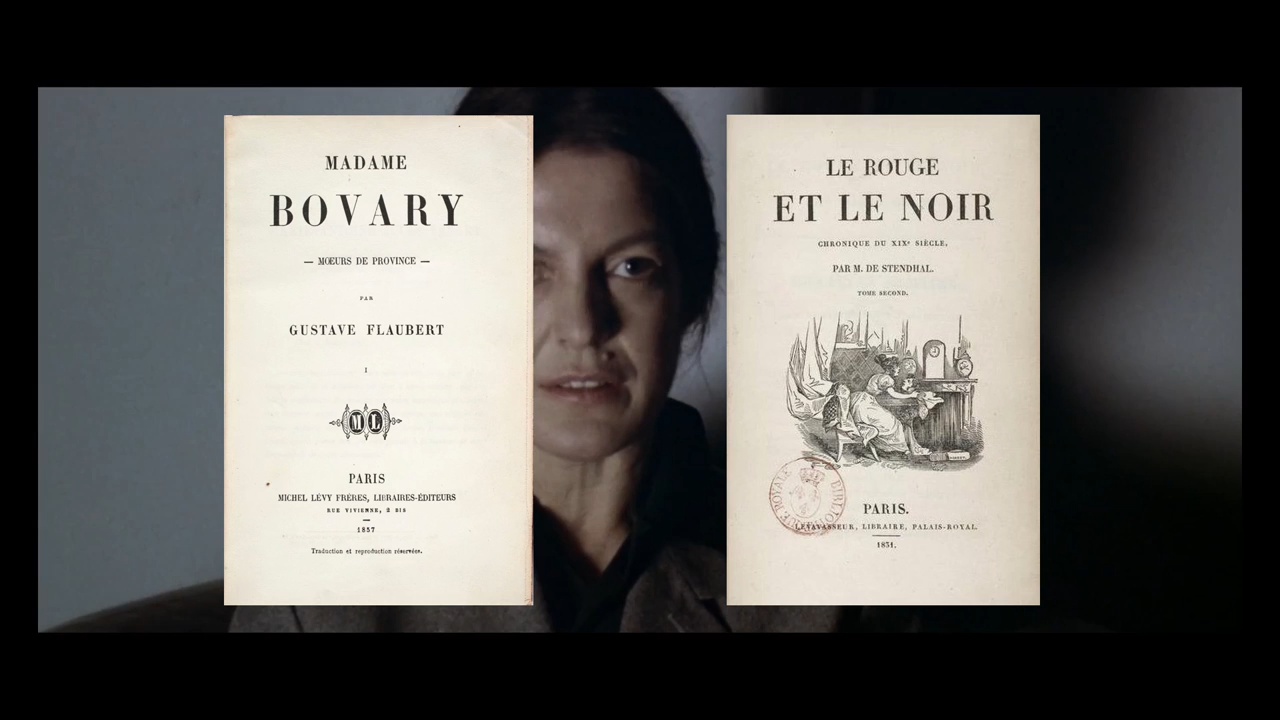 MADAME
BOVARY
— MŒURS DE PROVINCE —
PAR
GUSTAVE FLAUBERT
I
ML
PARIS
MICHEL LÉVY FRÈRES, LIBRAIRES-ÉDITEURS
RUE VIVIENNE, 2 BIS
1857
Traduction et reproduction réservées.
LE ROUGE
ET LE NOIR
CHRONIQUE DU XIXe SIÈCLE,
PAR M. DE STENDHAL.
TOME SECOND.
PARIS.
LEVAVASSEUR, LIBRAIRE, PALAIS-ROYAL.
1831.